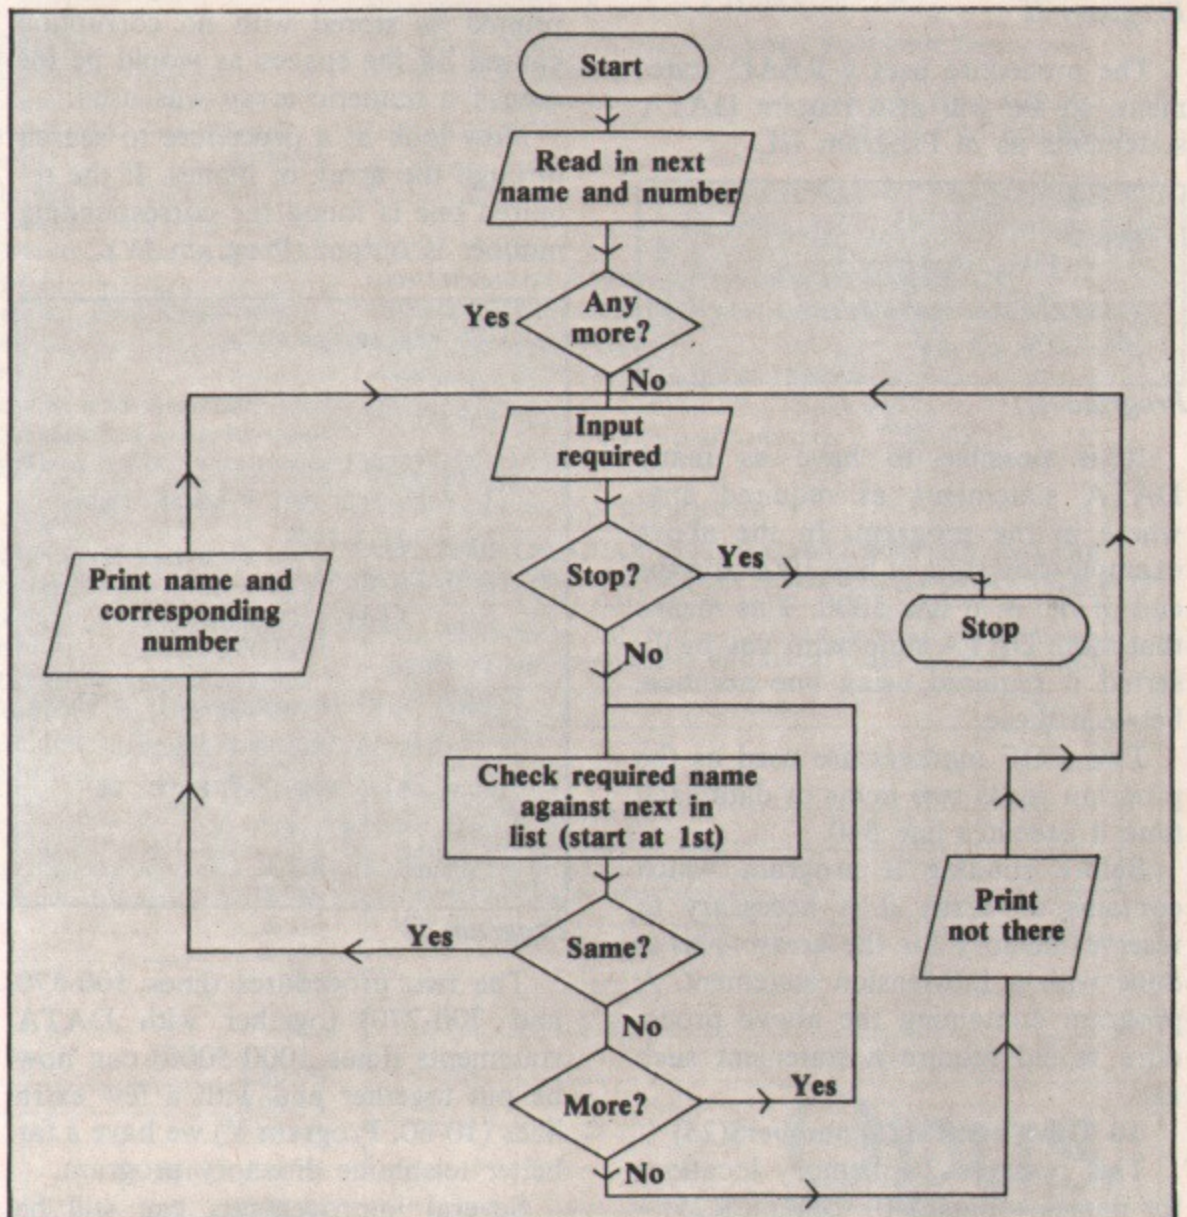 Start
Read in next
name and number
Any
more?
Yes
No
Input
required
Stop?
Yes
Stop
No
Print name and
corresponding
number
Check required name
against next in
list (start at 1st)
Same?
Yes
No
Print
not there
More?
Yes
No